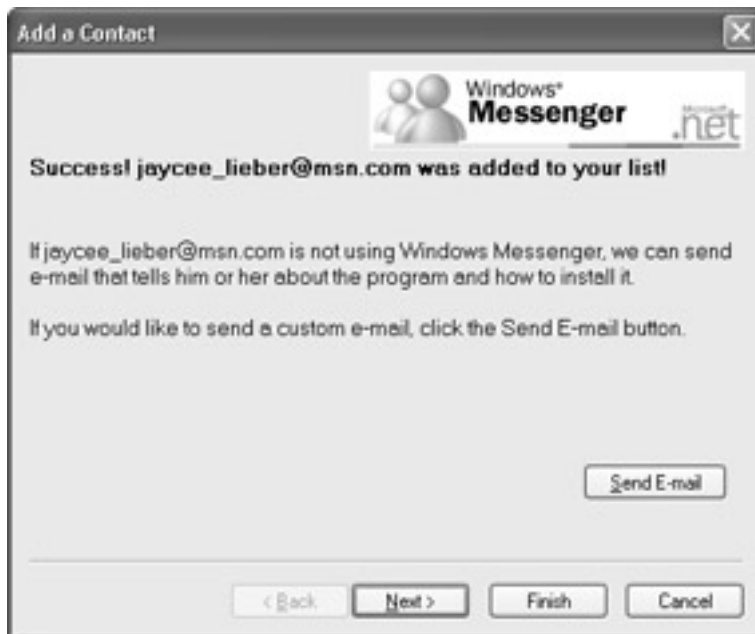 Add a Contact
Windows®
Messenger
Microsoft
.net
Success! jaycee_lieber@msn.com was added to your list!
If jaycee_lieber@msn.com is not using Windows Messenger, we can send
e-mail that tells him or her about the program and how to install it.
If you would like to send a custom e-mail, click the Send E-mail button.
Send E-mail
< Back
Next >
Finish
Cancel